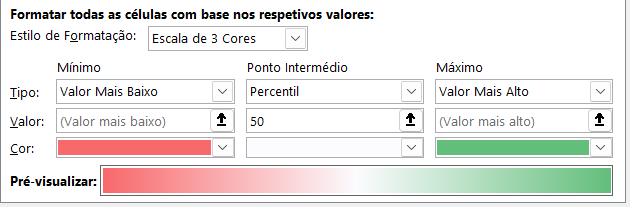 Formatar todas as células com base nos respetivos valores:
Estilo de Formatação: Escala de 3 Cores
Mínimo Ponto Intermédio Máximo
Tipo: Valor Mais Baixo Percentil Valor Mais Alto
Valor: (Valor mais baixo) 50 (Valor mais alto)
Cor:
Pré-visualizar: